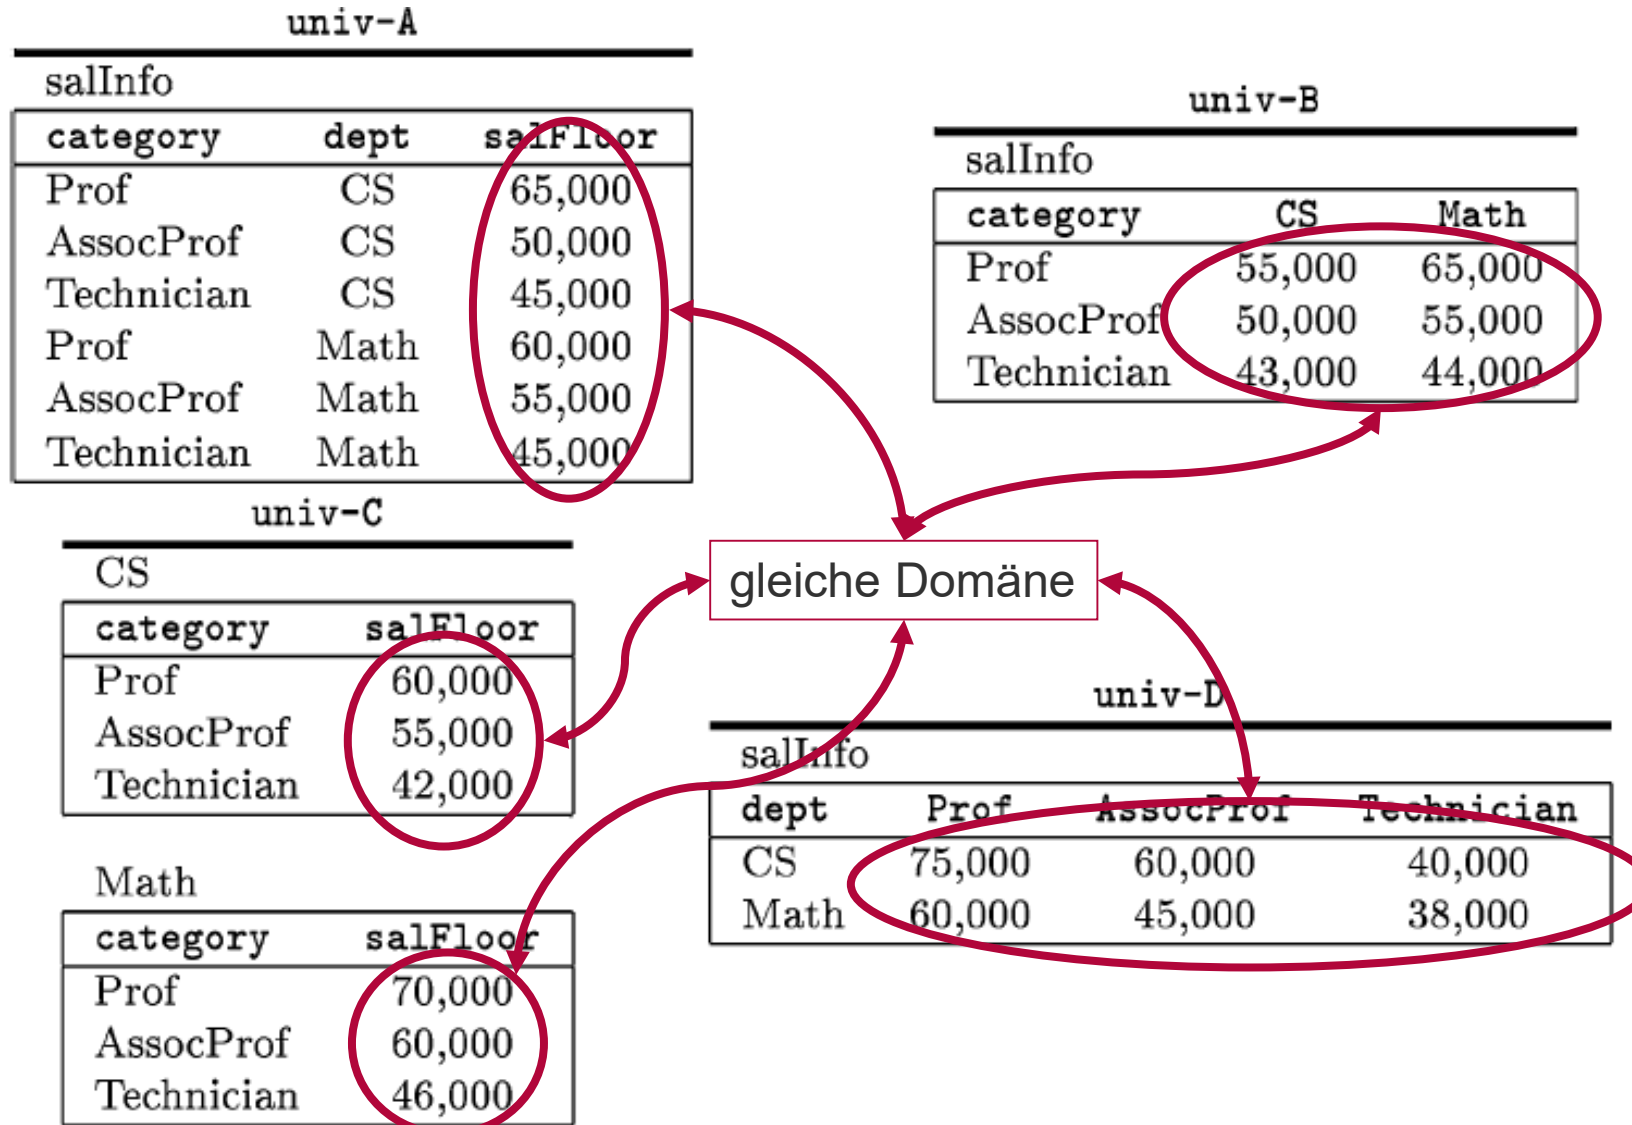 univ-A
salInfo
category dept salFloor
Prof CS 65,000
AssocProf CS 50,000
Technician CS 45,000
Prof Math 60,000
AssocProf Math 55,000
Technician Math 45,000
univ-B
salInfo
category CS Math
Prof 55,000 65,000
AssocProf 50,000 55,000
Technician 43,000 44,000
univ-C
CS
category salFloor
Prof 60,000
AssocProf 55,000
Technician 42,000
Math
category salFloor
Prof 70,000
AssocProf 60,000
Technician 46,000
gleiche Domäne
univ-D
salInfo
dept Prof AssocProf Technician
CS 75,000 60,000 40,000
Math 60,000 45,000 38,000